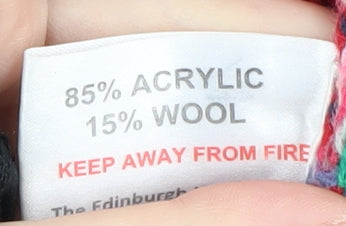 85% ACRYLIC
15% WOOL
KEEP AWAY FROM FIRE
The Edinburgh